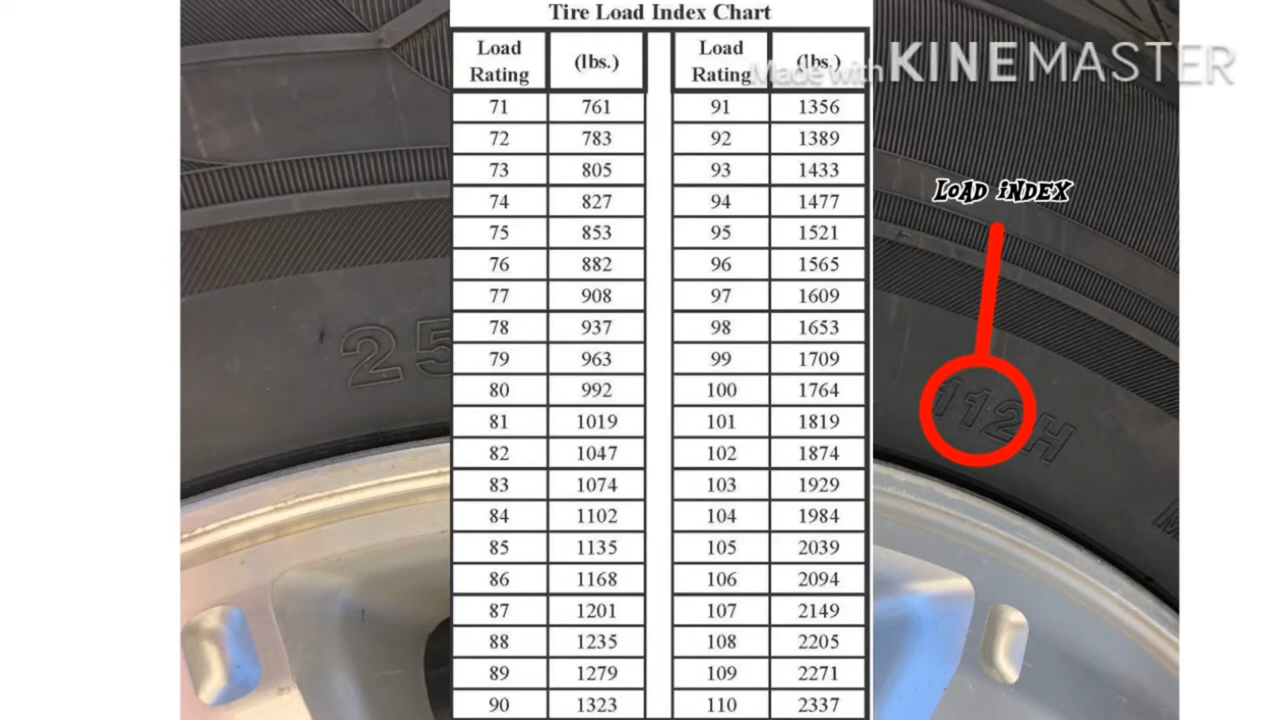 Tire Load Index Chart
Load Rating (lbs.) Load Rating (lbs.)
71 761 91 1356
72 783 92 1389
73 805 93 1433
74 827 94 1477
75 853 95 1521
76 882 96 1565
77 908 97 1609
78 937 98 1653
79 963 99 1709
80 992 100 1764
81 1019 101 1819
82 1047 102 1874
83 1074 103 1929
84 1102 104 1984
85 1135 105 2039
86 1168 106 2094
87 1201 107 2149
88 1235 108 2205
89 1279 109 2271
90 1323 110 2337
Made with KINEMASTER
LOAD INDEX
25
112H